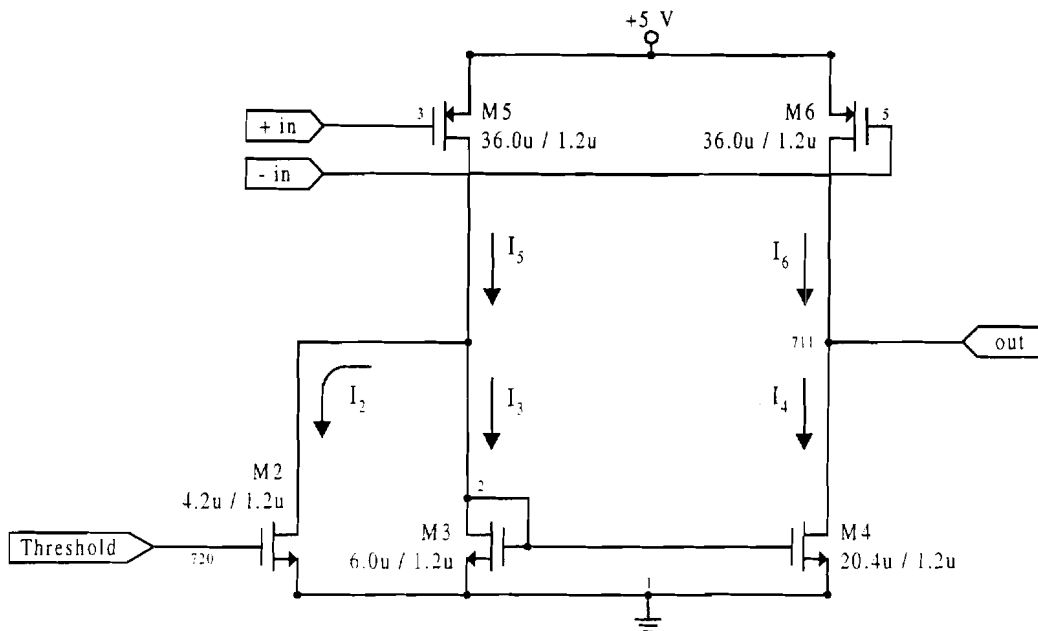 +5 V
3
M5
M6
5
+ in
36.0u / 1.2u
36.0u / 1.2u
- in
I5
I6
711
out
I2
I3
I4
M2
4.2u / 1.2u
2
M3
M4
Threshold
720
6.0u / 1.2u
20.4u / 1.2u
1